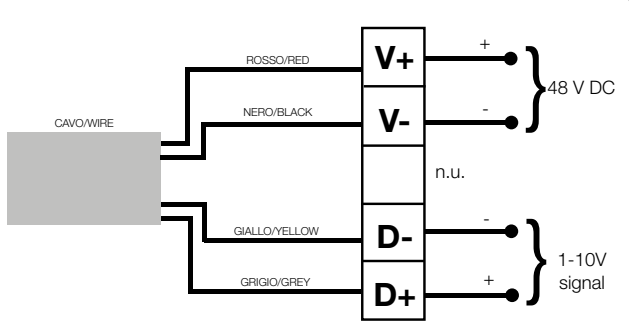 ROSSO/RED
V+
+
48 V DC
NERO/BLACK
V-
-
CAVO/WIRE
n.u.
GIALLO/YELLOW
D-
-
1-10V
signal
GRIGIO/GREY
D+
+